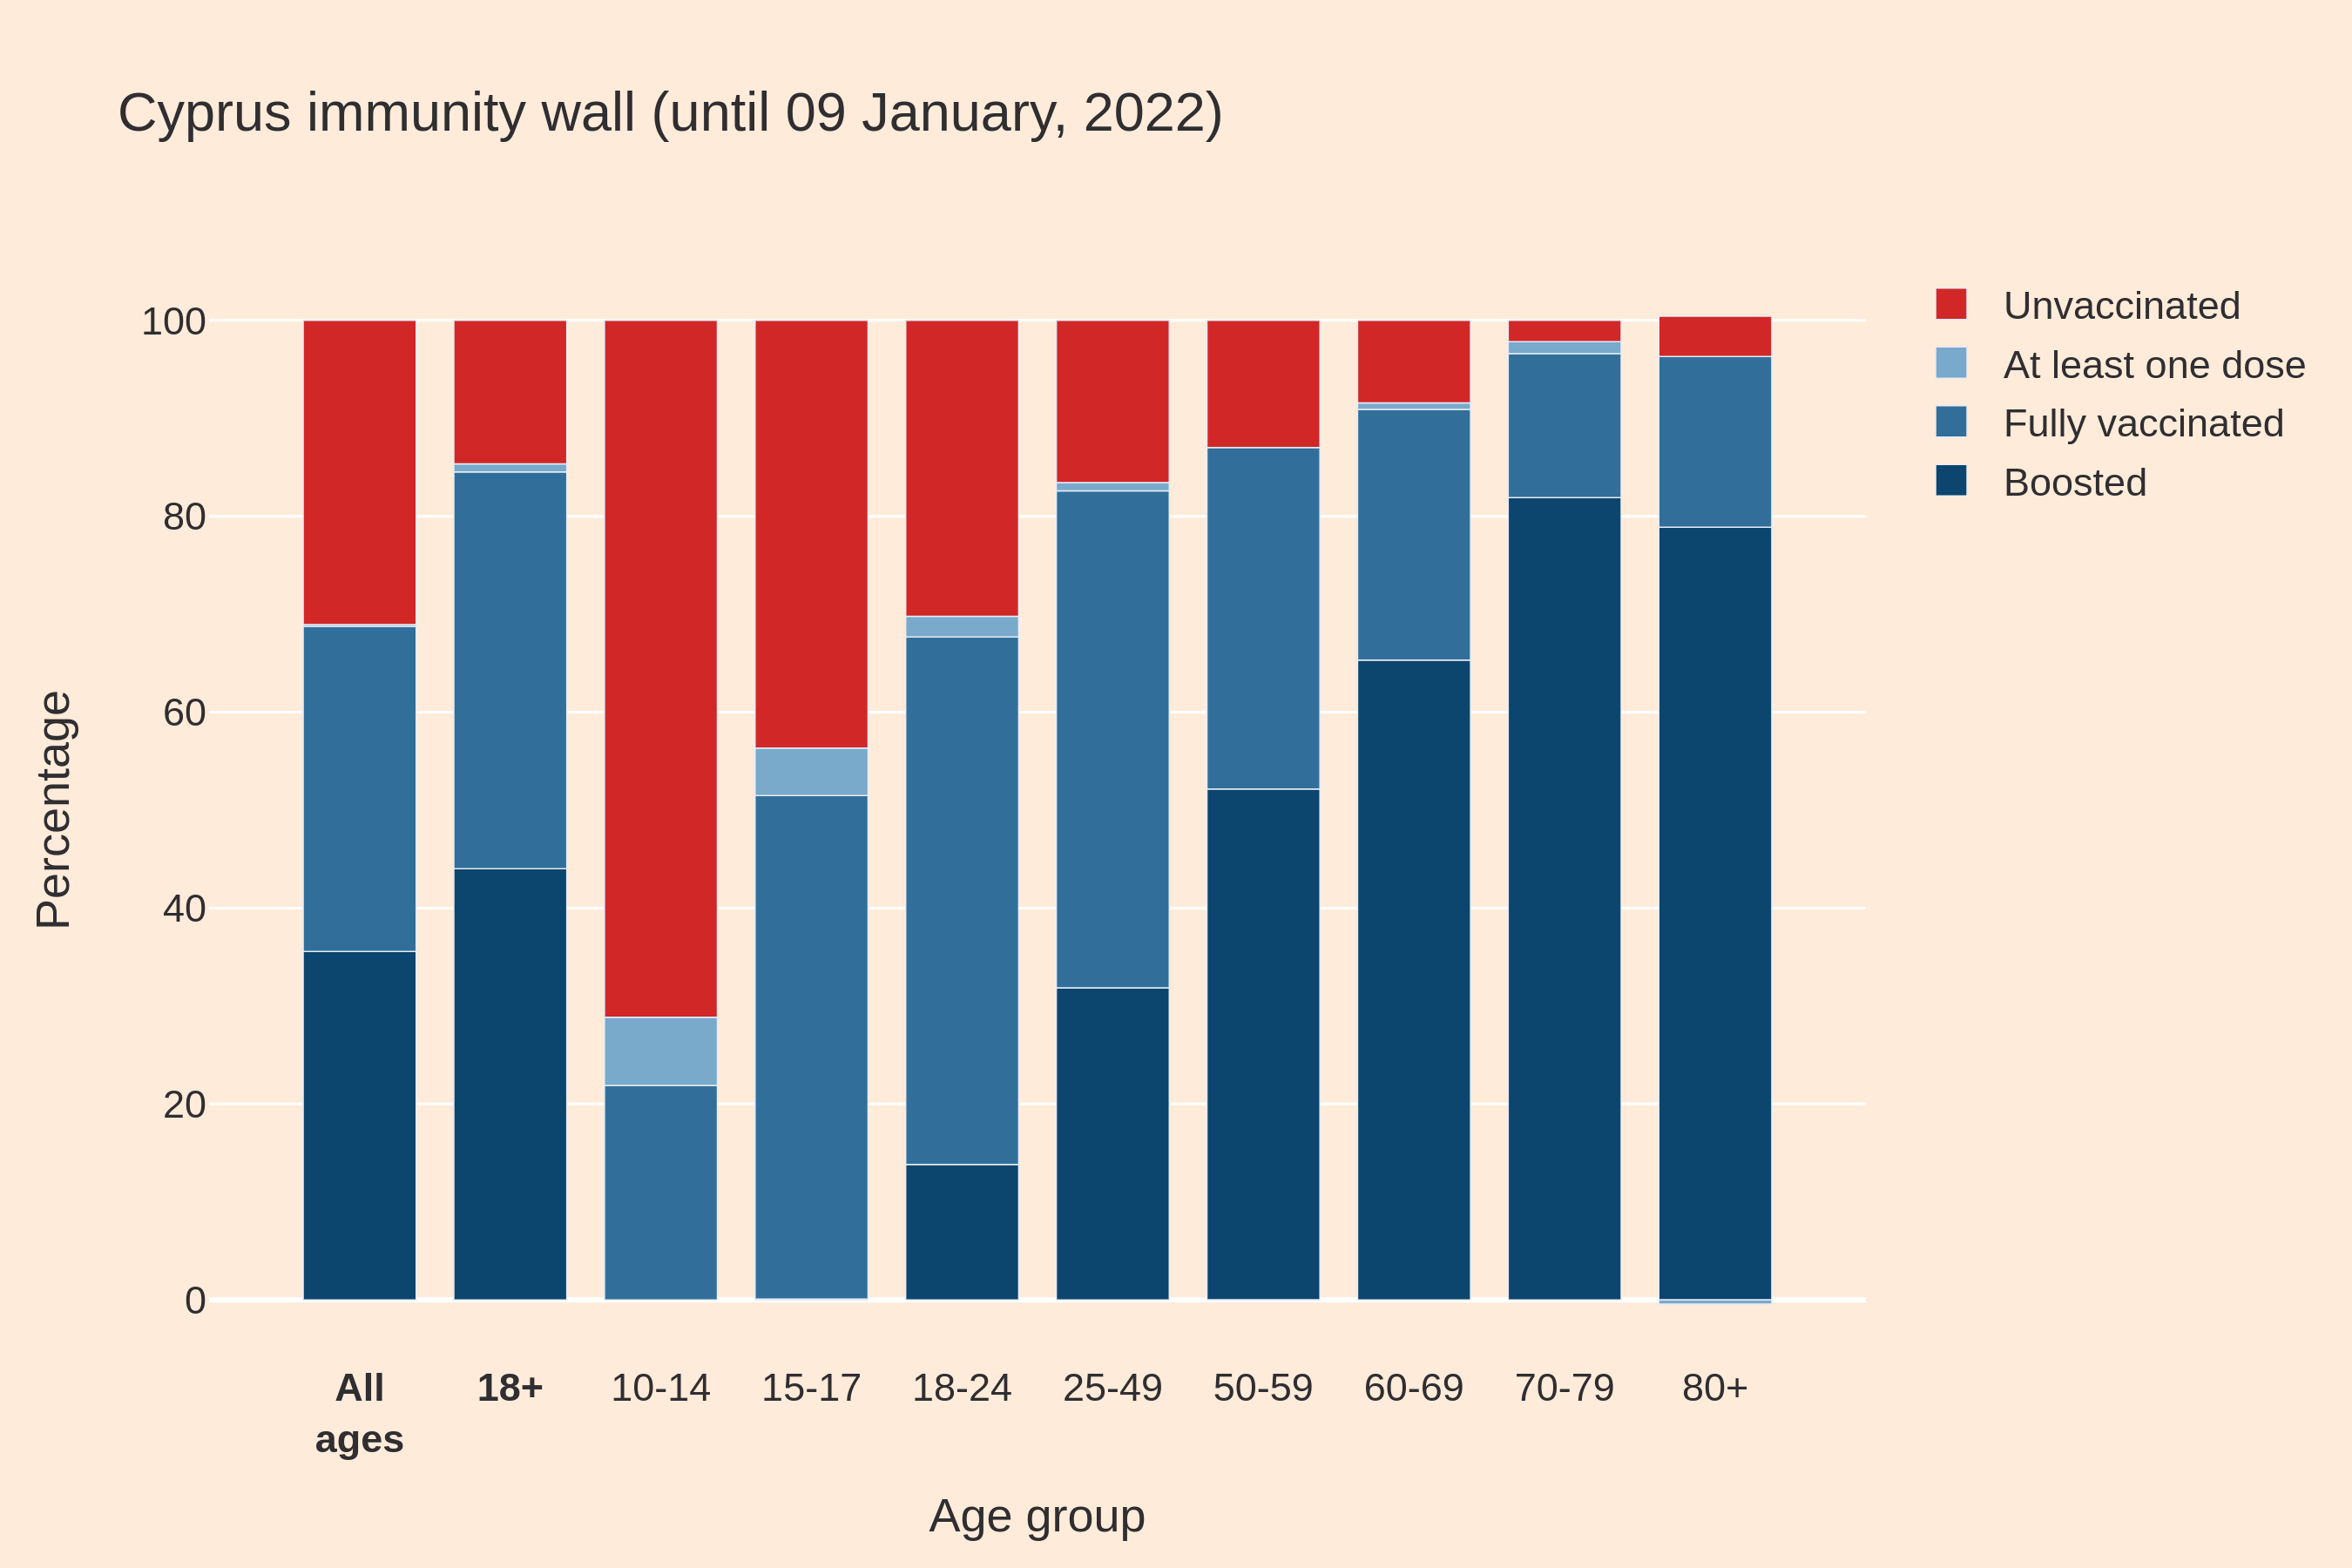 Cyprus immunity wall (until 09 January, 2022)
Unvaccinated
At least one dose
Fully vaccinated
Boosted
Percentage
100
80
60
40
20
0
All ages
18+
10-14
15-17
18-24
25-49
50-59
60-69
70-79
80+
Age group